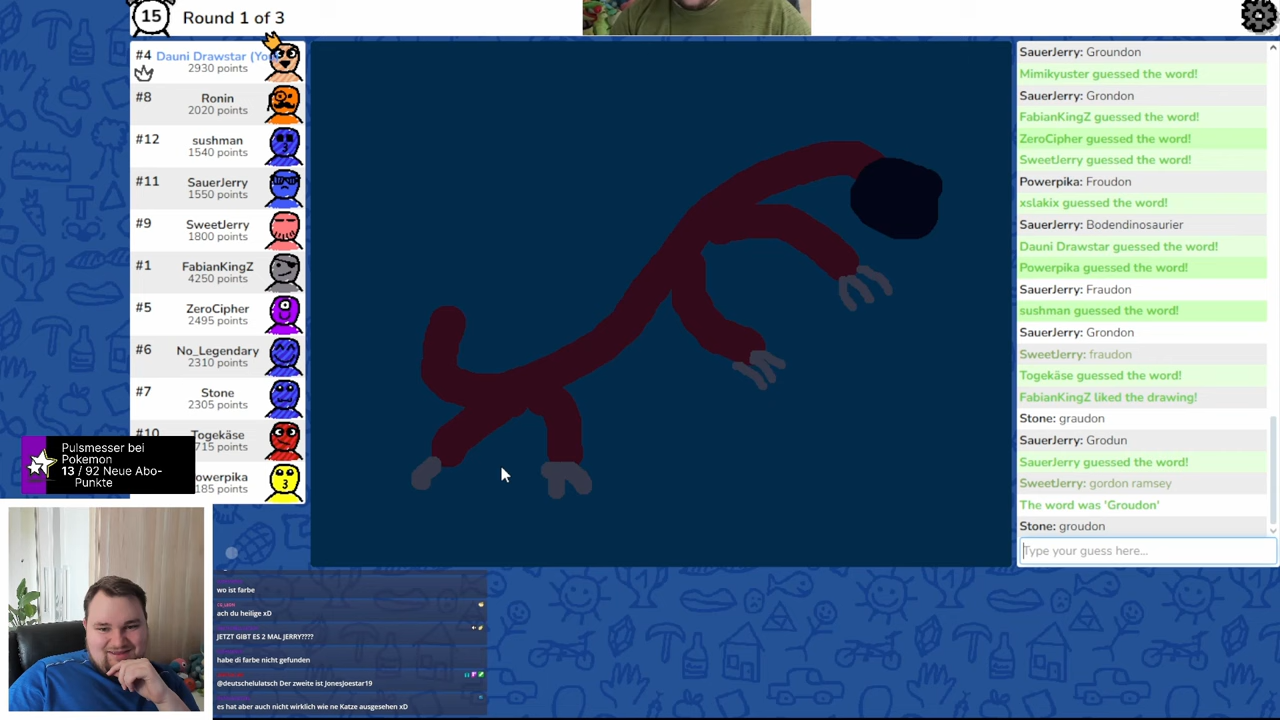 15
Round 1 of 3
#4
Dauni Drawstar (You)
2930 points
#8
Ronin
2020 points
#12
sushman
1540 points
#11
SauerJerry
1550 points
#9
SweetJerry
1800 points
#1
FabianKingZ
4250 points
#5
ZeroCipher
2495 points
#6
No_Legendary
2310 points
#7
Stone
2305 points
#10
Togekäse
715 points
owerpika
185 points
Pulsmesser bei
Pokemon
13 / 92 Neue Abo-
Punkte
SauerJerry: Groundon
Mimikyuster guessed the word!
SauerJerry: Grondon
FabianKingZ guessed the word!
ZeroCipher guessed the word!
SweetJerry guessed the word!
Powerpika: Froudon
xslakix guessed the word!
SauerJerry: Bodendinosaurier
Dauni Drawstar guessed the word!
Powerpika guessed the word!
SauerJerry: Fraudon
sushman guessed the word!
SauerJerry: Grondon
SweetJerry: fraudon
Togekäse guessed the word!
FabianKingZ liked the drawing!
Stone: graudon
SauerJerry: Grodun
SauerJerry guessed the word!
SweetJerry: gordon ramsey
The word was 'Groudon'
Stone: groudon
Type your guess here...
wo ist farbe
ach du heilige xD
JETZT GIBT ES 2 MAL JERRY????
habe di farbe nicht gefunden
@deutschelulatsch Der zweite ist JonesJoestar19
es hat aber auch nicht wirklich wie ne Katze ausgesehen xD